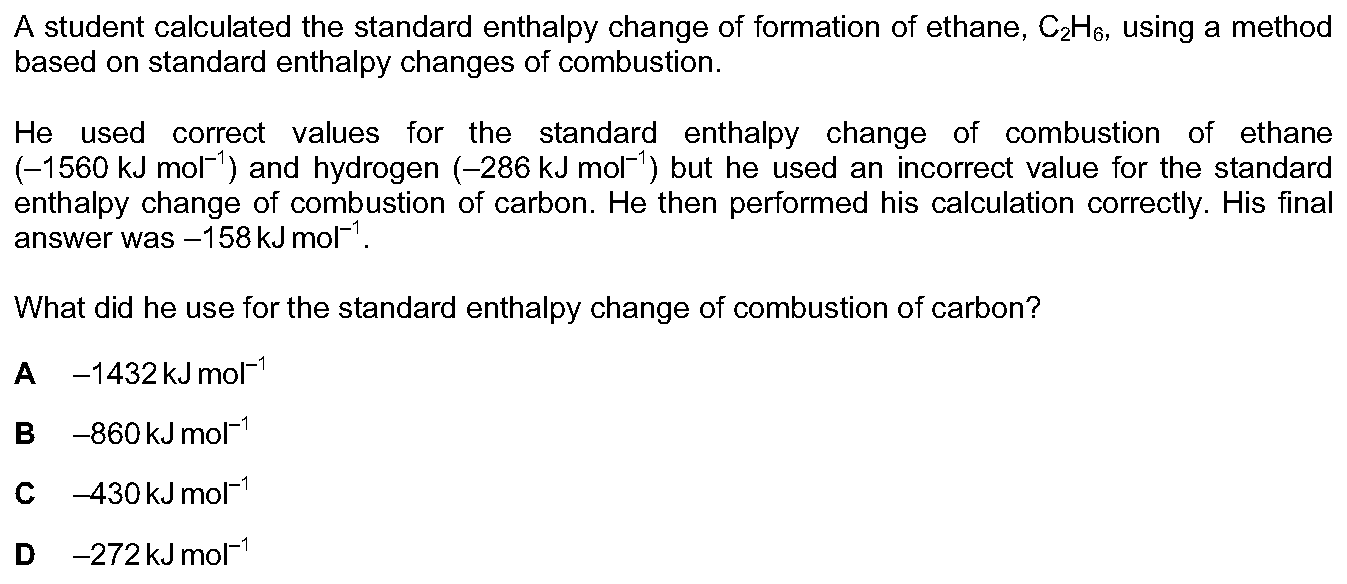 A student calculated the standard enthalpy change of formation of ethane, C₂H₆, using a method
based on standard enthalpy changes of combustion.
He used correct values for the standard enthalpy change of combustion of ethane
(–1560 kJ mol⁻¹) and hydrogen (–286 kJ mol⁻¹) but he used an incorrect value for the standard
enthalpy change of combustion of carbon. He then performed his calculation correctly. His final
answer was –158 kJ mol⁻¹.
What did he use for the standard enthalpy change of combustion of carbon?
A –1432 kJ mol⁻¹
B –860 kJ mol⁻¹
C –430 kJ mol⁻¹
D –272 kJ mol⁻¹